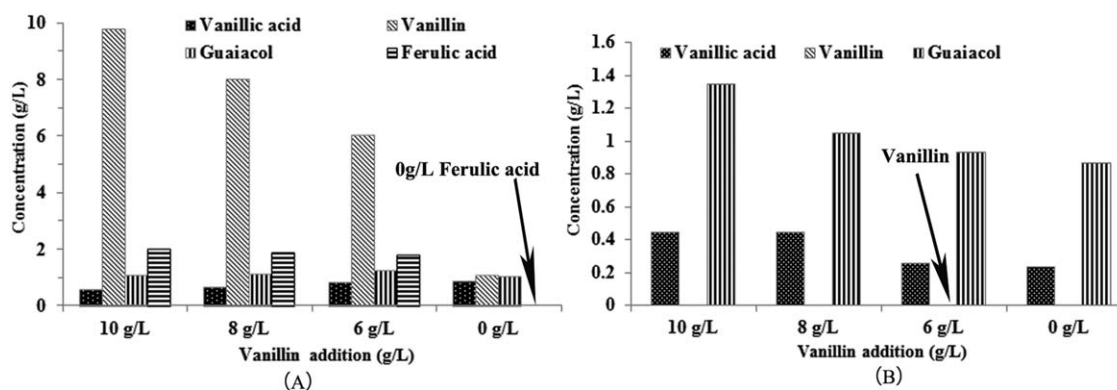 10
8
6
4
2
0
Concentration (g/L)
Vanillic acid
Vanillin
Guaiacol
Ferulic acid
0g/L Ferulic acid
10 g/L
8 g/L
6 g/L
0 g/L
Vanillin addition (g/L)
(A)
1.6
1.4
1.2
1
0.8
0.6
0.4
0.2
0
Concentration (g/L)
Vanillic acid
Vanillin
Guaiacol
Vanillin
10 g/L
8 g/L
6 g/L
0 g/L
Vanillin addition (g/L)
(B)